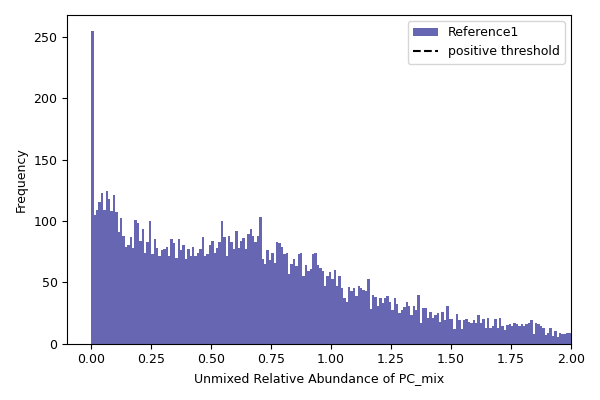 Reference1
positive threshold
250
200
150
100
50
0
Frequency
0.00 0.25 0.50 0.75 1.00 1.25 1.50 1.75 2.00
Unmixed Relative Abundance of PC_mix